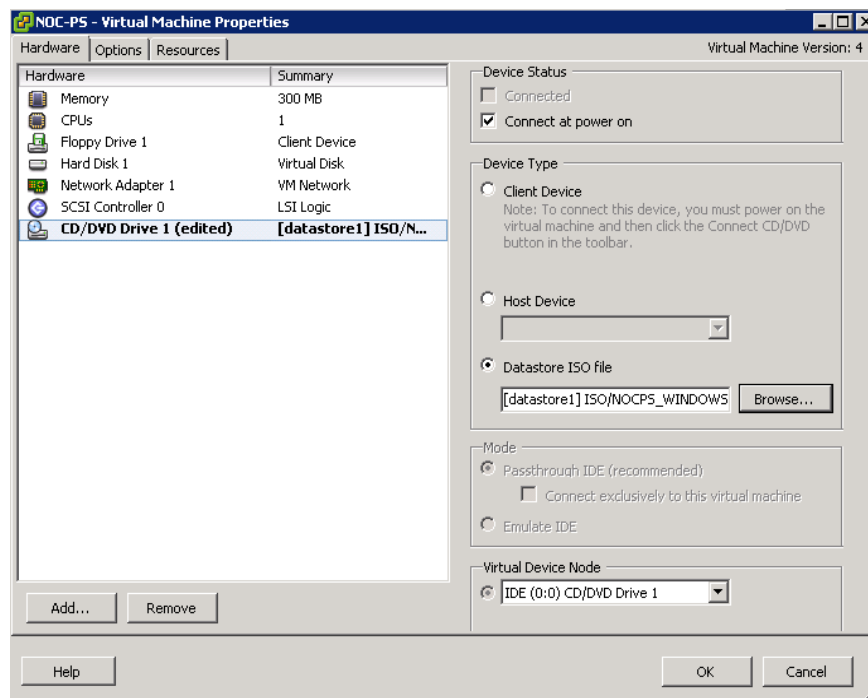 NOC-PS - Virtual Machine Properties
Hardware Options Resources Virtual Machine Version: 4
Hardware Summary
Memory 300 MB
CPUs 1
Floppy Drive 1 Client Device
Hard Disk 1 Virtual Disk
Network Adapter 1 VM Network
SCSI Controller 0 LSI Logic
CD/DVD Drive 1 (edited) [datastore1] ISO/N...
Add... Remove
Device Status
Connected
Connect at power on
Device Type
Client Device
Note: To connect this device, you must power on the
virtual machine and then click the Connect CD/DVD
button in the toolbar.
Host Device
Datastore ISO file
[datastore1] ISO/NOCPS_WINDOWS Browse...
Mode
Passthrough IDE (recommended)
Connect exclusively to this virtual machine
Emulate IDE
Virtual Device Node
IDE (0:0) CD/DVD Drive 1
Help OK Cancel